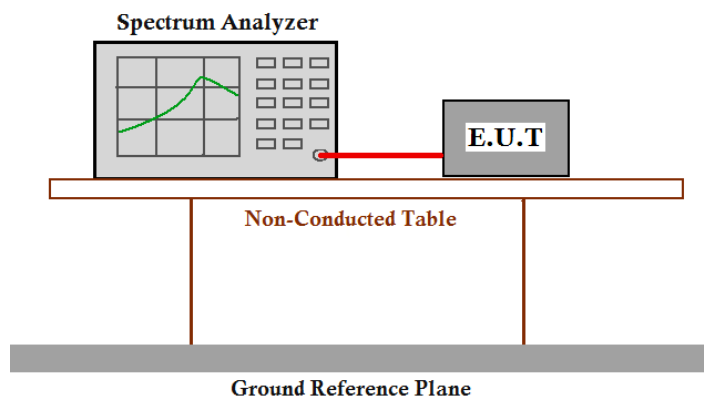 Spectrum Analyzer
E.U.T
Non-Conducted Table
Ground Reference Plane